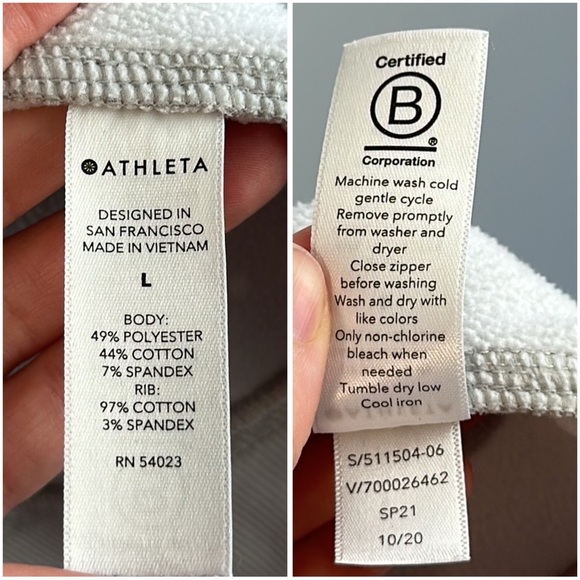 ATHLETA
DESIGNED IN
SAN FRANCISCO
MADE IN VIETNAM
L
BODY:
49% POLYESTER
44% COTTON
7% SPANDEX
RIB:
97% COTTON
3% SPANDEX
RN 54023
Certified
B
®
Corporation
Machine wash cold
gentle cycle
Remove promptly
from washer and
dryer
Close zipper
before washing
Wash and dry with
like colors
Only non-chlorine
bleach when
needed
Tumble dry low
Cool iron
S/511504-06
V/700026462
SP21
10/20